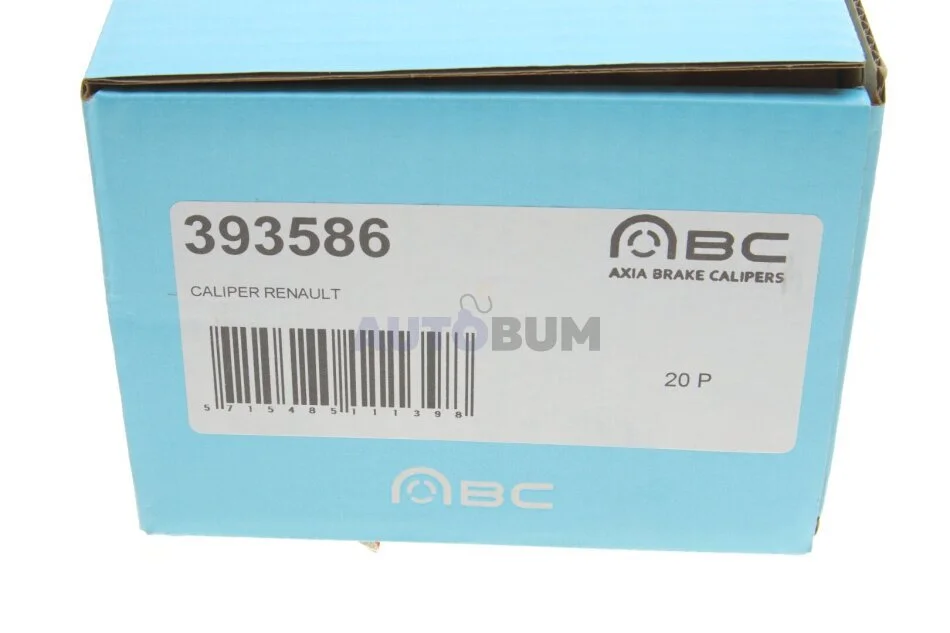 393586
ABC
AXIA BRAKE CALIPERS
CALIPER RENAULT
AUTOBUM
5715485111398
20 P
ABC